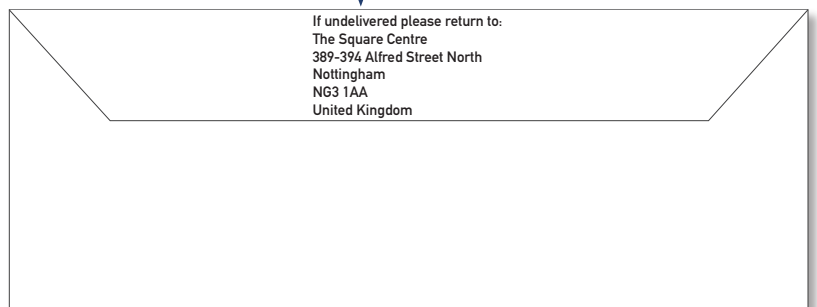 If undelivered please return to:
The Square Centre
389-394 Alfred Street North
Nottingham
NG3 1AA
United Kingdom